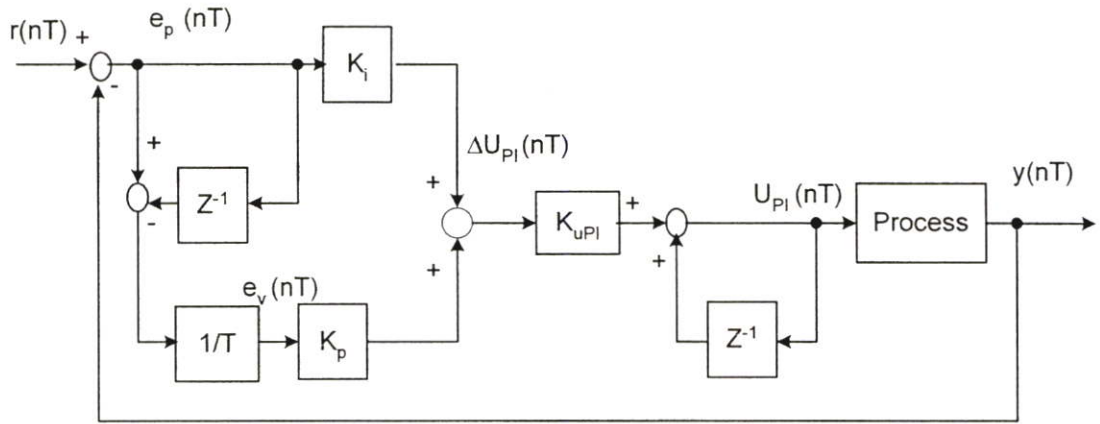 e_p (nT)
r(nT) +
-
K_i
+
Z^-1
-
ΔU_PI(nT)
+
+
K_uPI
+
+
U_PI(nT)
Process
y(nT)
e_v(nT)
1/T
K_p
Z^-1